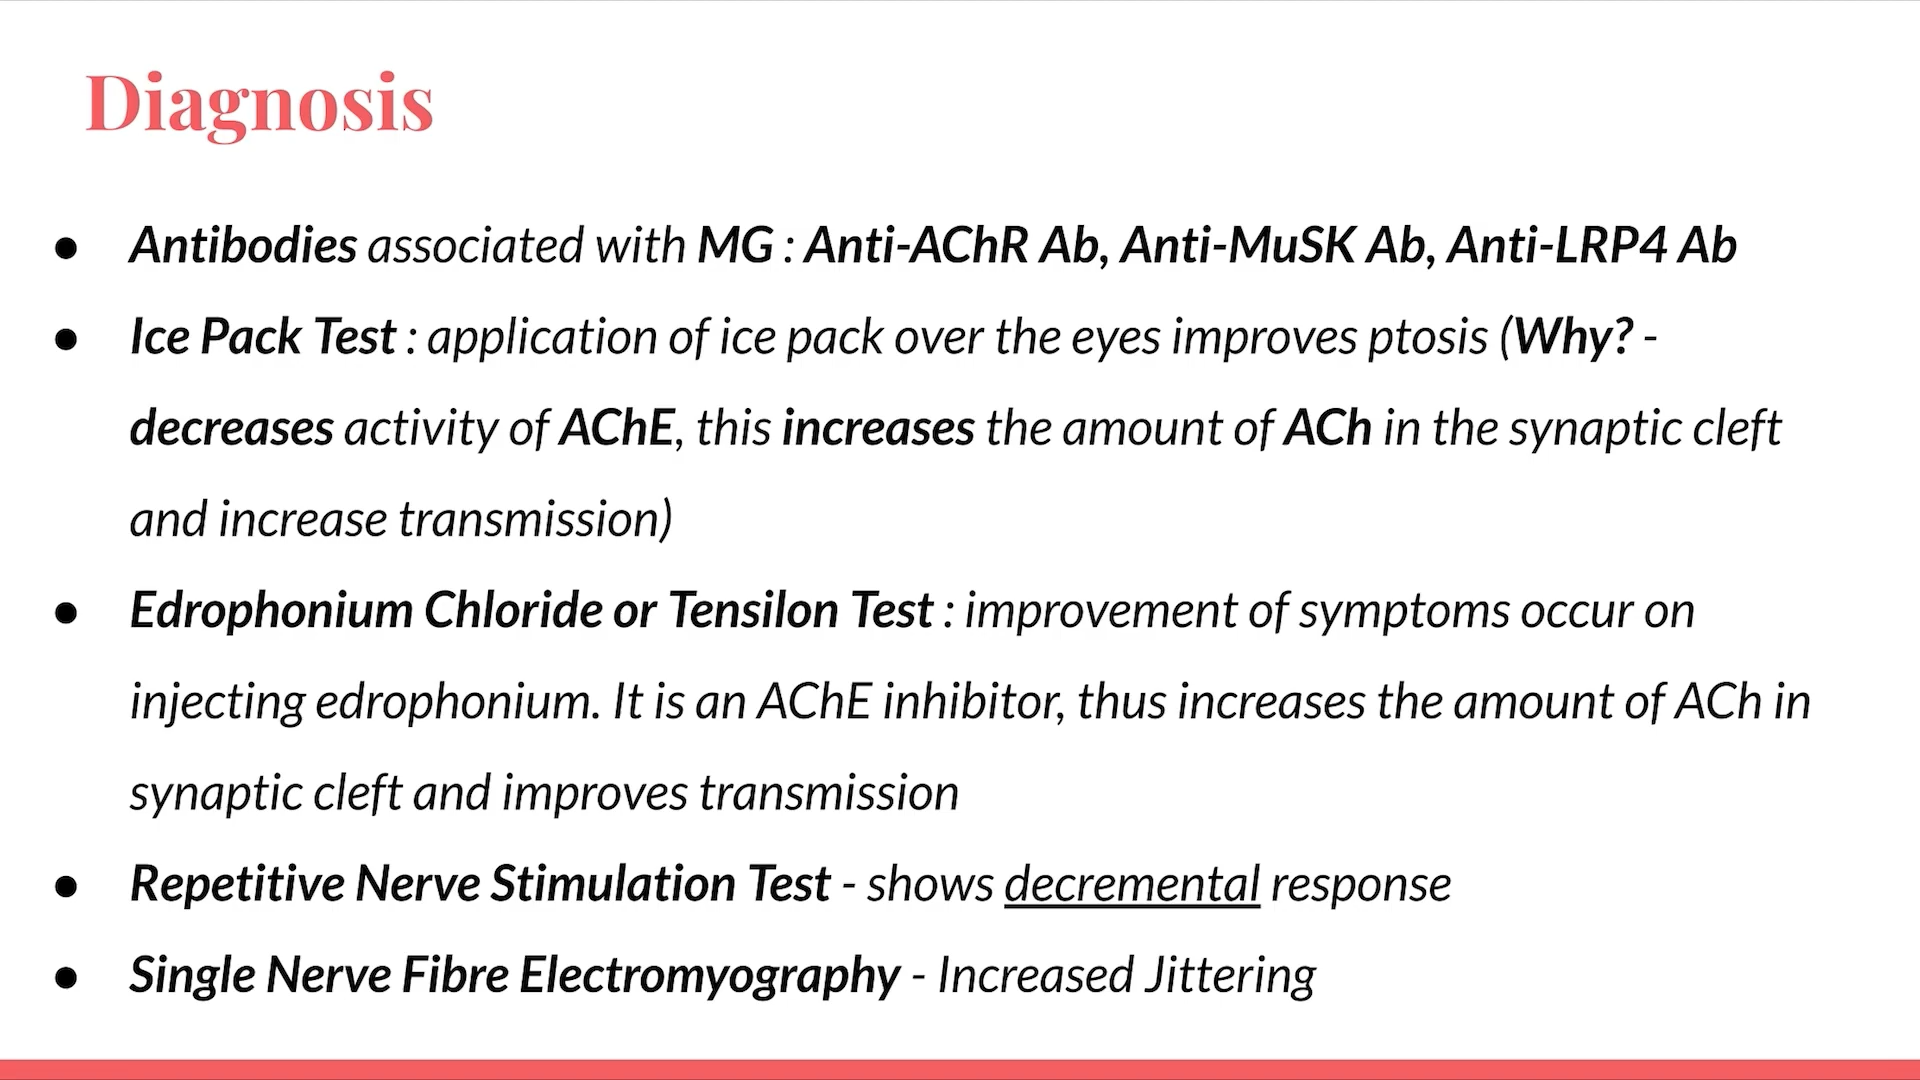 Diagnosis
● Antibodies associated with MG : Anti-AChR Ab, Anti-MuSK Ab, Anti-LRP4 Ab
● Ice Pack Test : application of ice pack over the eyes improves ptosis (Why? -
decreases activity of AChE, this increases the amount of ACh in the synaptic cleft
and increase transmission)
● Edrophonium Chloride or Tensilon Test : improvement of symptoms occur on
injecting edrophonium. It is an AChE inhibitor, thus increases the amount of ACh in
synaptic cleft and improves transmission
● Repetitive Nerve Stimulation Test - shows decremental response
● Single Nerve Fibre Electromyography - Increased Jittering